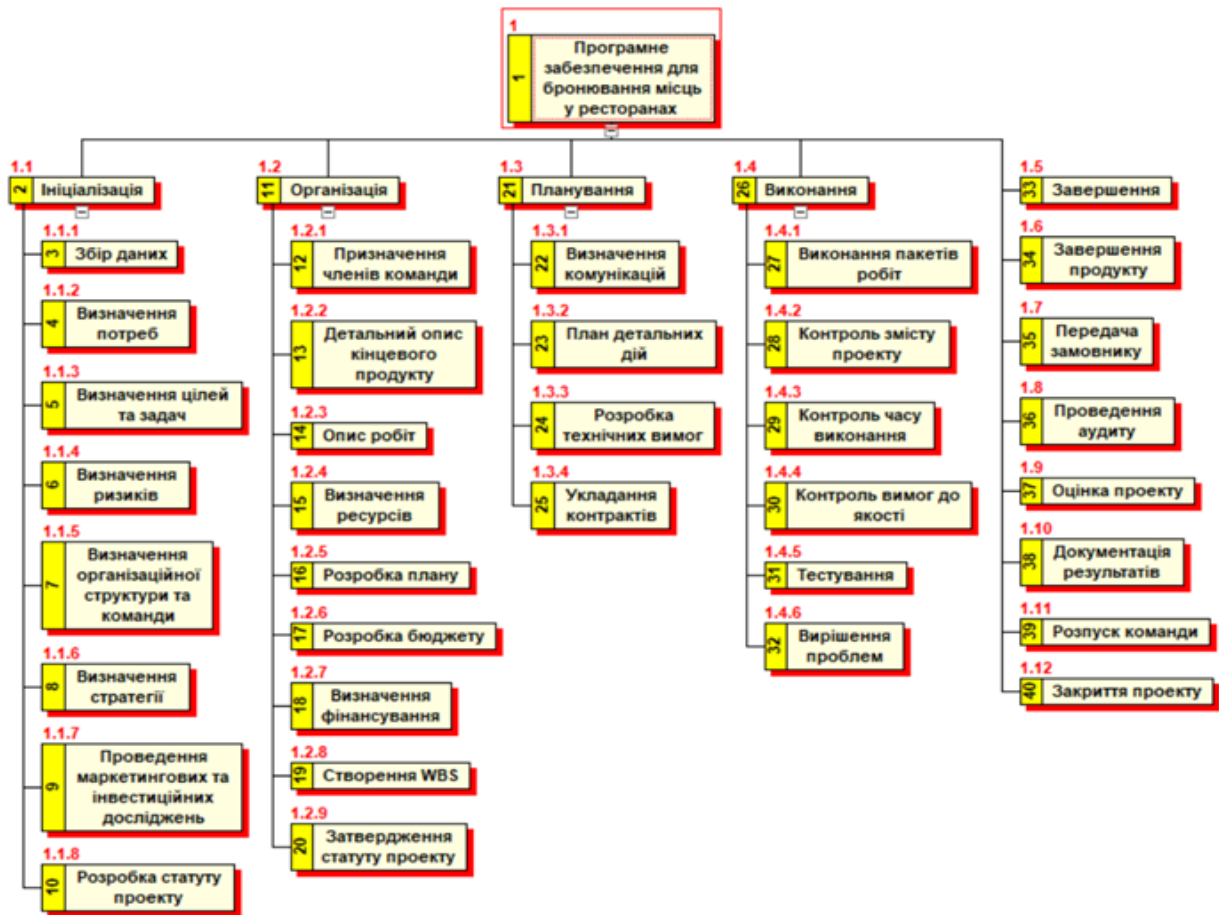 1
1
Програмне
забезпечення для
бронювання місць
у ресторанах
1.1
2
Ініціалізація
1.1.1
3
Збір даних
1.1.2
4
Визначення
потреб
1.1.3
5
Визначення цілей
та задач
1.1.4
6
Визначення
ризиків
1.1.5
7
Визначення
організаційної
структури та
команди
1.1.6
8
Визначення
стратегії
1.1.7
9
Проведення
маркетингових та
інвестиційних
досліджень
1.1.8
10
Розробка статуту
проекту
1.2
11
Організація
1.2.1
12
Призначення
членів команди
1.2.2
13
Детальний опис
кінцевого
продукту
1.2.3
14
Опис робіт
1.2.4
15
Визначення
ресурсів
1.2.5
16
Розробка плану
1.2.6
17
Розробка бюджету
1.2.7
18
Визначення
фінансування
1.2.8
19
Створення WBS
1.2.9
20
Затвердження
статуту проекту
1.3
21
Планування
1.3.1
22
Визначення
комунікацій
1.3.2
23
План детальних
дій
1.3.3
24
Розробка
технічних вимог
1.3.4
25
Укладання
контрактів
1.4
26
Виконання
1.4.1
27
Виконання пакетів
робіт
1.4.2
28
Контроль змісту
проекту
1.4.3
29
Контроль часу
виконання
1.4.4
30
Контроль вимог до
якості
1.4.5
31
Тестування
1.4.6
32
Вирішення
проблем
1.5
33
Завершення
1.6
34
Завершення
продукту
1.7
35
Передача
замовнику
1.8
36
Проведення
аудиту
1.9
37
Оцінка проекту
1.10
38
Документація
результатів
1.11
39
Розпуск команди
1.12
40
Закриття проекту